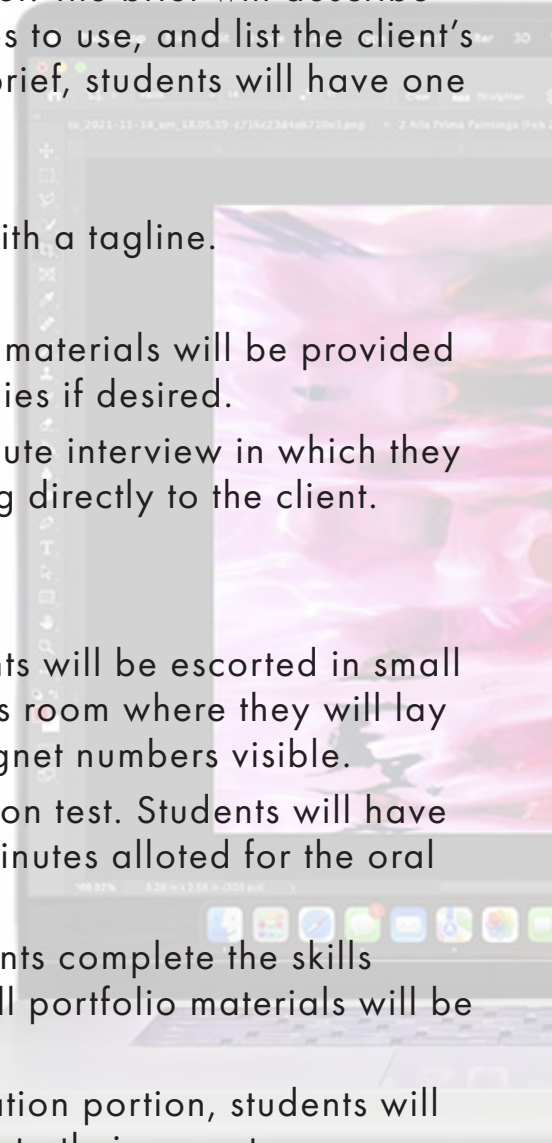 s to use, and list the client's
brief, students will have one
ith a tagline.
materials will be provided
ies if desired.
ute interview in which they
g directly to the client.
nts will be escorted in small
s room where they will lay
gnet numbers visible.
on test. Students will have
inutes alloted for the oral
nts complete the skills
ll portfolio materials will be
ation portion, students will